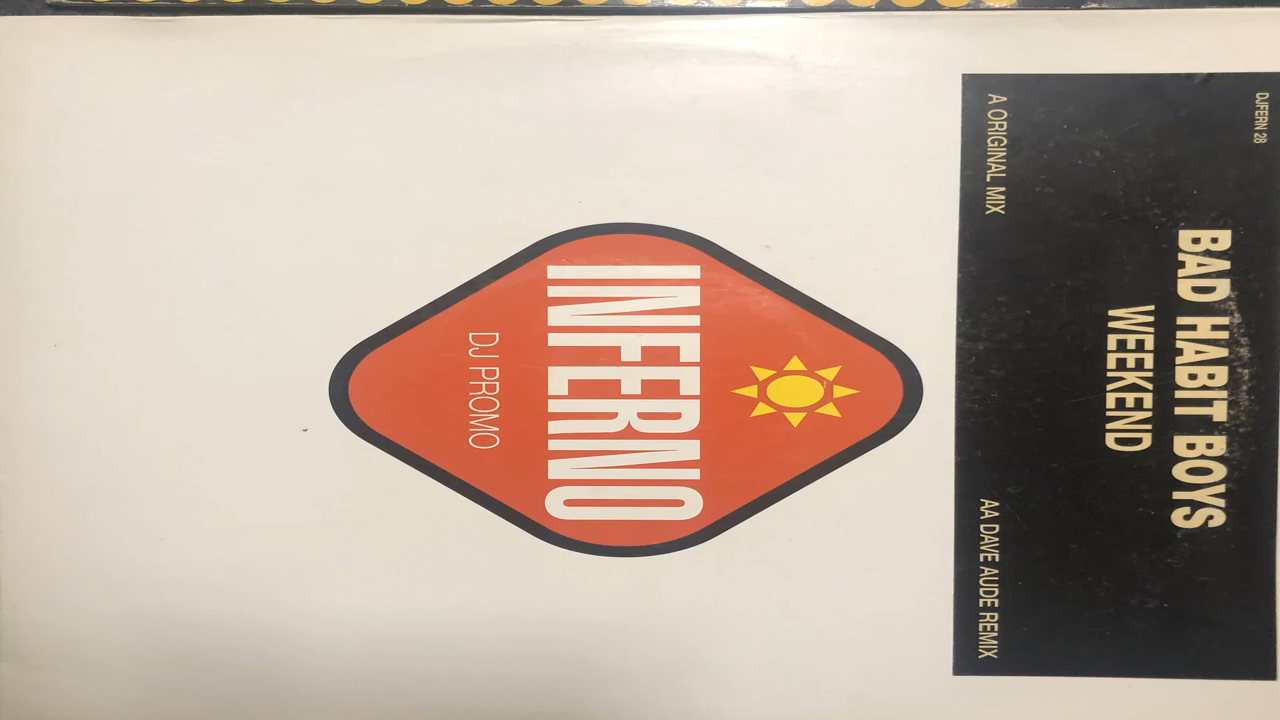 DJFERN 28
BAD HABIT BOYS
WEEKEND
A ORIGINAL MIX
AA DAVE AUDE REMIX
INFERNO
DJ PROMO